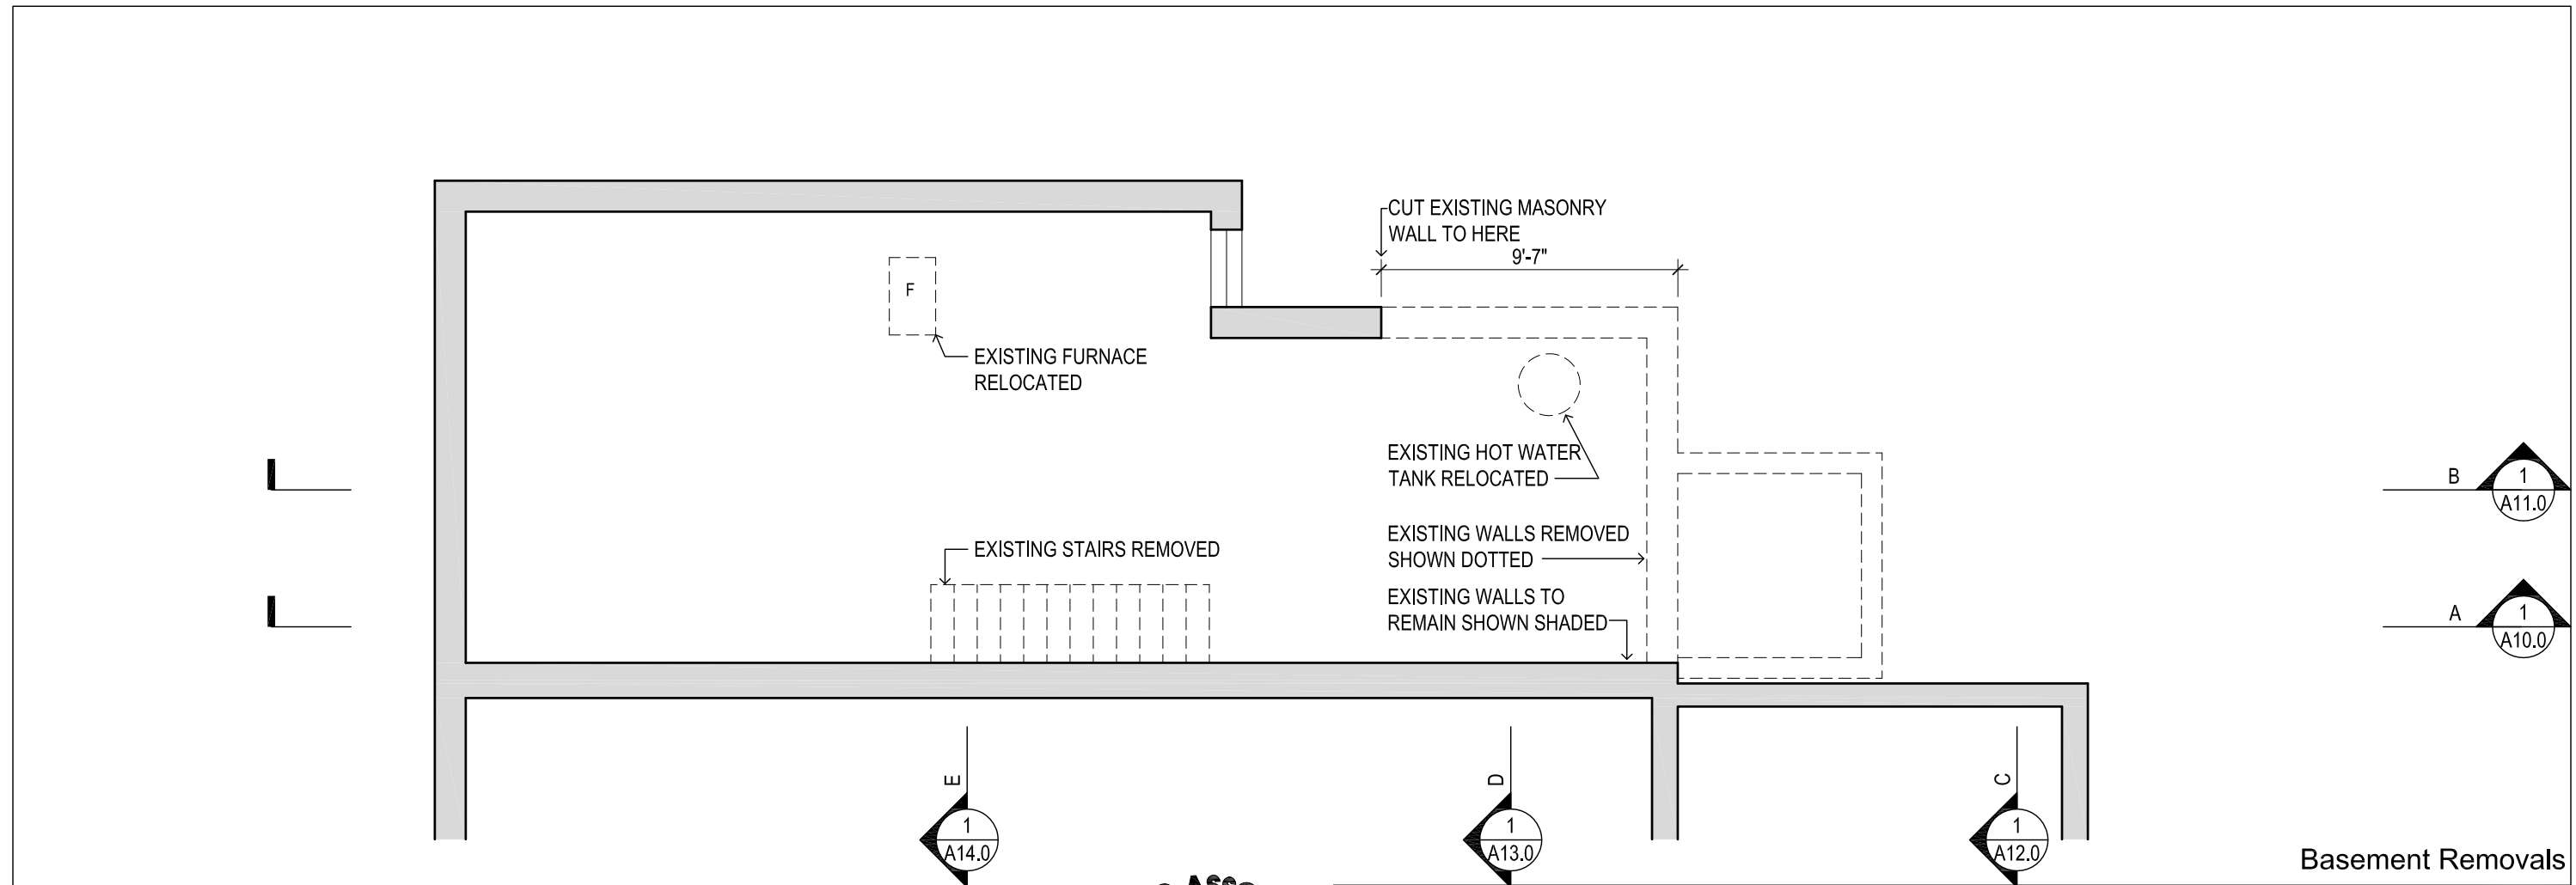 CUT EXISTING MASONRY
WALL TO HERE
9'-7"
F
EXISTING FURNACE
RELOCATED
EXISTING HOT WATER
TANK RELOCATED
B
1
A11.0
EXISTING WALLS REMOVED
SHOWN DOTTED
EXISTING STAIRS REMOVED
EXISTING WALLS TO
REMAIN SHOWN SHADED
A
1
A10.0
E
1
A14.0
D
1
A13.0
C
1
A12.0
Basement Removals